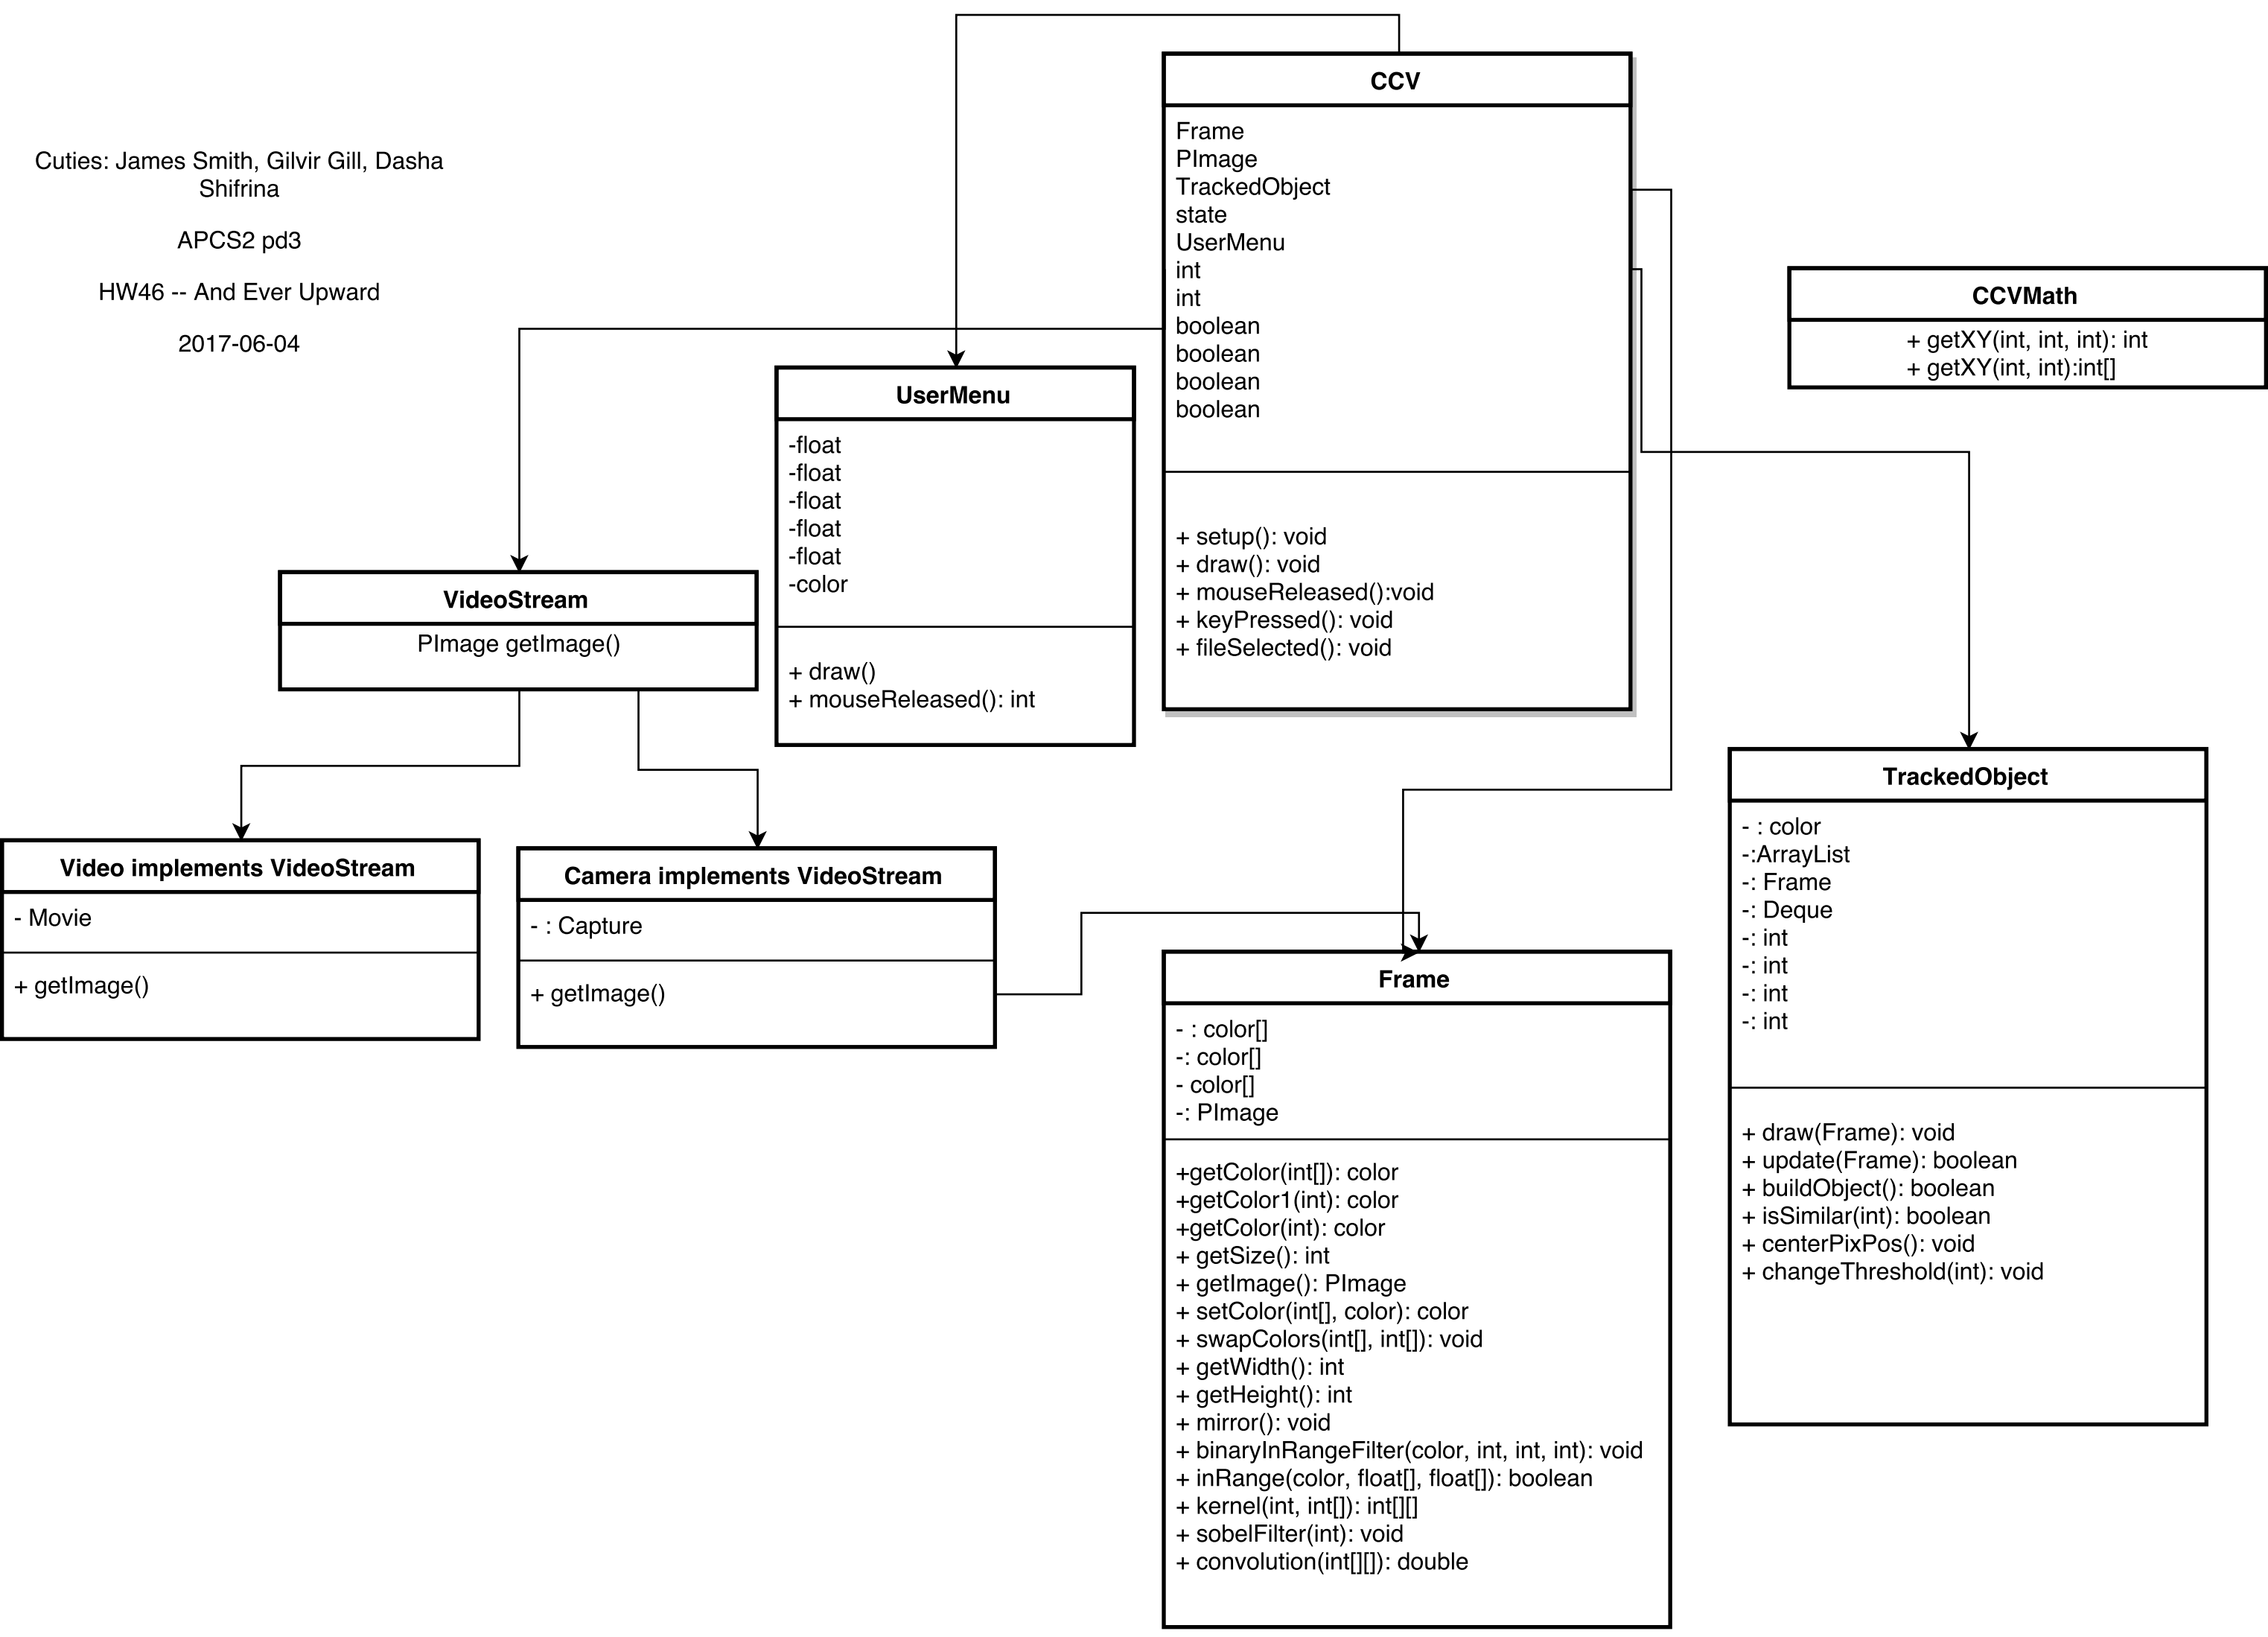 Cuties: James Smith, Gilvir Gill, Dasha
Shifrina
APCS2 pd3
HW46 -- And Ever Upward
2017-06-04
CCV
Frame
PImage
TrackedObject
state
UserMenu
int
int
boolean
boolean
boolean
boolean
+ setup(): void
+ draw(): void
+ mouseReleased():void
+ keyPressed(): void
+ fileSelected(): void
CCVMath
+ getXY(int, int, int): int
+ getXY(int, int):int[]
UserMenu
-float
-float
-float
-float
-float
-color
+ draw()
+ mouseReleased(): int
VideoStream
PImage getImage()
Video implements VideoStream
- Movie
+ getImage()
Camera implements VideoStream
- : Capture
+ getImage()
Frame
- : color[]
-: color[]
- color[]
-: PImage
+getColor(int[]): color
+getColor1(int): color
+getColor(int): color
+ getSize(): int
+ getImage(): PImage
+ setColor(int[], color): color
+ swapColors(int[], int[]): void
+ getWidth(): int
+ getHeight(): int
+ mirror(): void
+ binaryInRangeFilter(color, int, int, int): void
+ inRange(color, float[], float[]): boolean
+ kernel(int, int[]): int[][]
+ sobelFilter(int): void
+ convolution(int[][]): double
TrackedObject
- : color
-:ArrayList
-: Frame
-: Deque
-: int
-: int
-: int
-: int
+ draw(Frame): void
+ update(Frame): boolean
+ buildObject(): boolean
+ isSimilar(int): boolean
+ centerPixPos(): void
+ changeThreshold(int): void